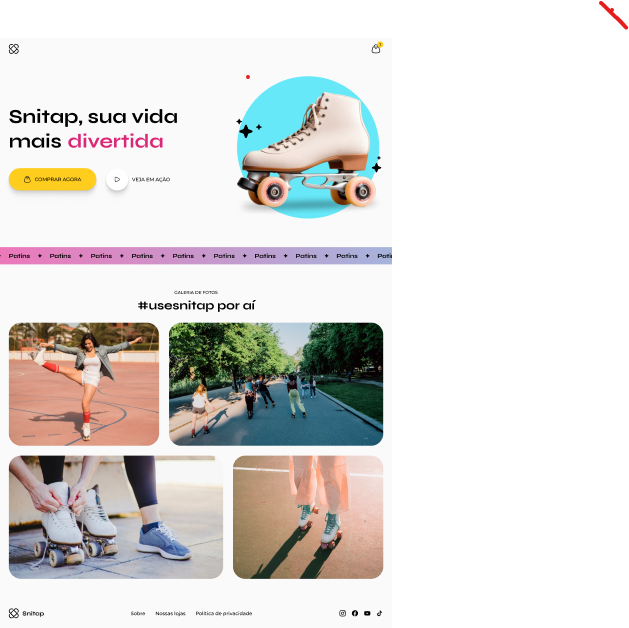 Snitap, sua vida
mais divertida
COMPRAR AGORA
VEJA EM AÇÃO
Patins Patins Patins Patins Patins Patins Patins Patins Patins
GALERIA DE FOTOS
#usesnitap por aí
Snitap
Sobre Nossas lojas Política de privacidade